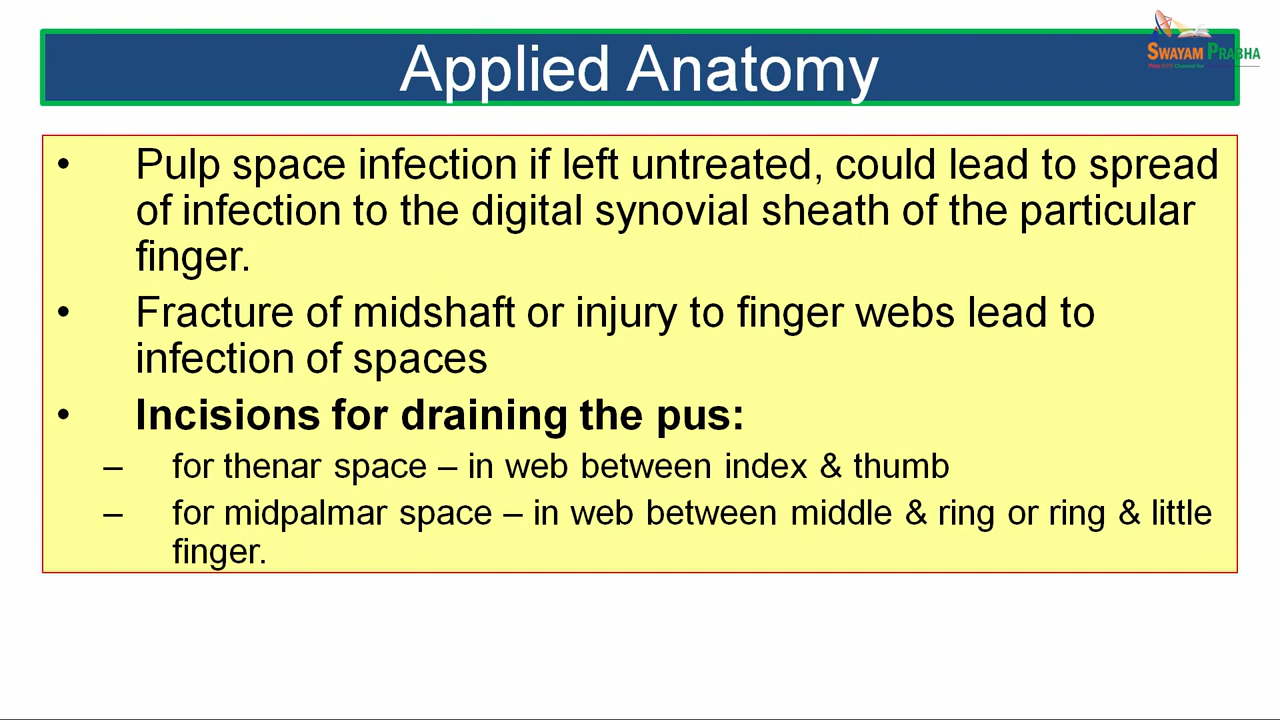 Applied Anatomy
SWAYAM PRABHA
• Pulp space infection if left untreated, could lead to spread
of infection to the digital synovial sheath of the particular
finger.
• Fracture of midshaft or injury to finger webs lead to
infection of spaces
• Incisions for draining the pus:
– for thenar space – in web between index & thumb
– for midpalmar space – in web between middle & ring or ring & little
finger.